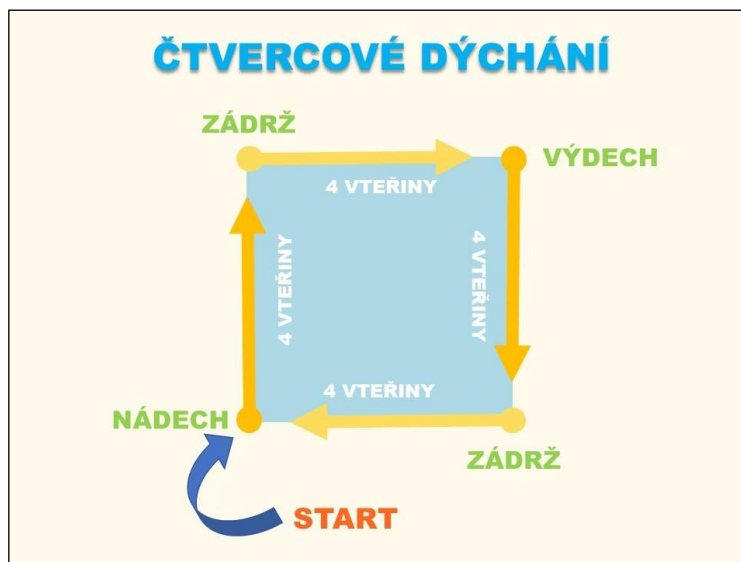 ČTVERCOVÉ DÝCHÁNÍ
ZÁDRŽ
VÝDECH
4 VTEŘINY
4 VTEŘINY
4 VTEŘINY
4 VTEŘINY
NÁDECH
ZÁDRŽ
START